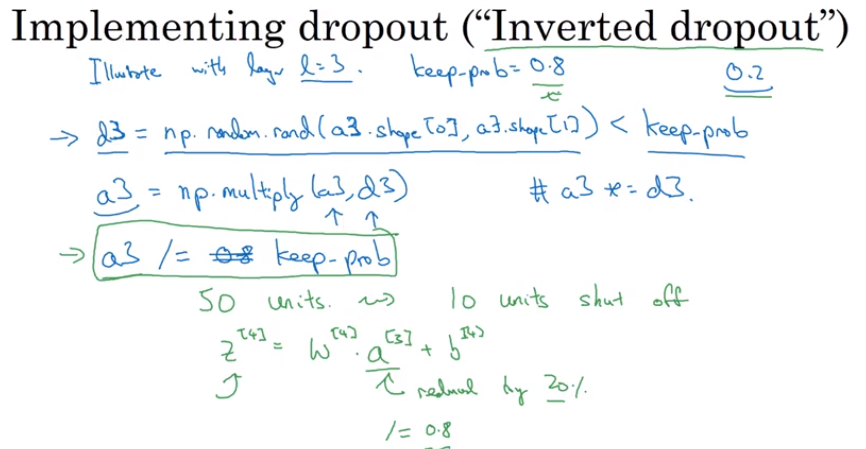 Implementing dropout (“Inverted dropout”)
Illustrate with layer l=3. keep-prob= 0.8 0.2
→ d3 = np.random.rand(a3.shape[0], a3.shape[1]) < keep-prob
a3 = np.multiply(a3, d3) # a3 *= d3.
→ a3 /= 0.8 keep-prob
50 units. ⇝ 10 units shut off
z^[4] = W^[4] · a^[3] + b^[4]
reduced by 20%.
/= 0.8